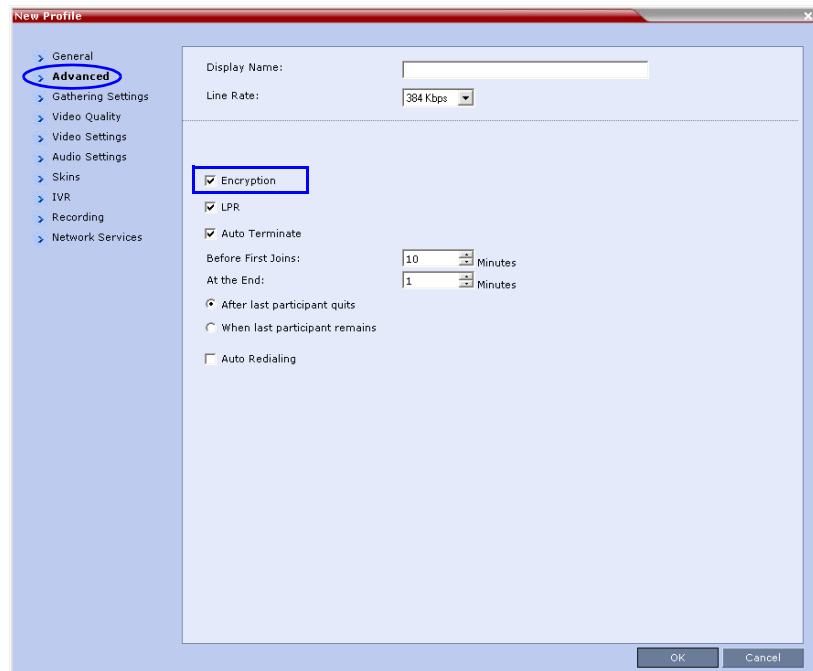 New Profile
General
Advanced
Gathering Settings
Video Quality
Video Settings
Audio Settings
Skins
IVR
Recording
Network Services
Display Name:
Line Rate: 384 Kbps
Encryption
LPR
Auto Terminate
Before First Joins: 10 Minutes
At the End: 1 Minutes
After last participant quits
When last participant remains
Auto Redialing
OK Cancel